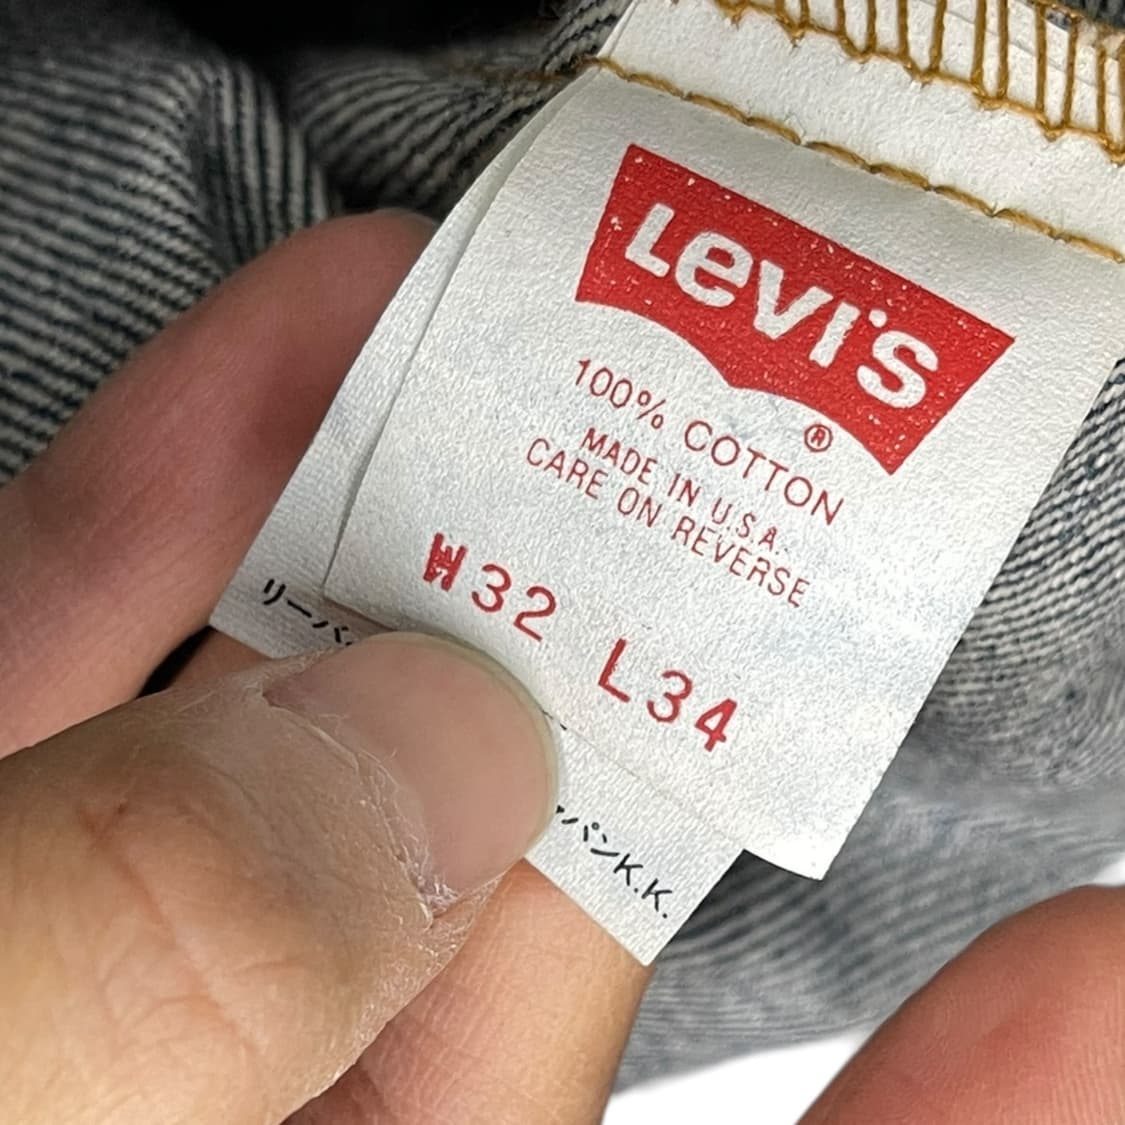 LEVI'S
®
100% COTTON
MADE IN U.S.A.
CARE ON REVERSE
W32 L34
リーバ
パンK.K.